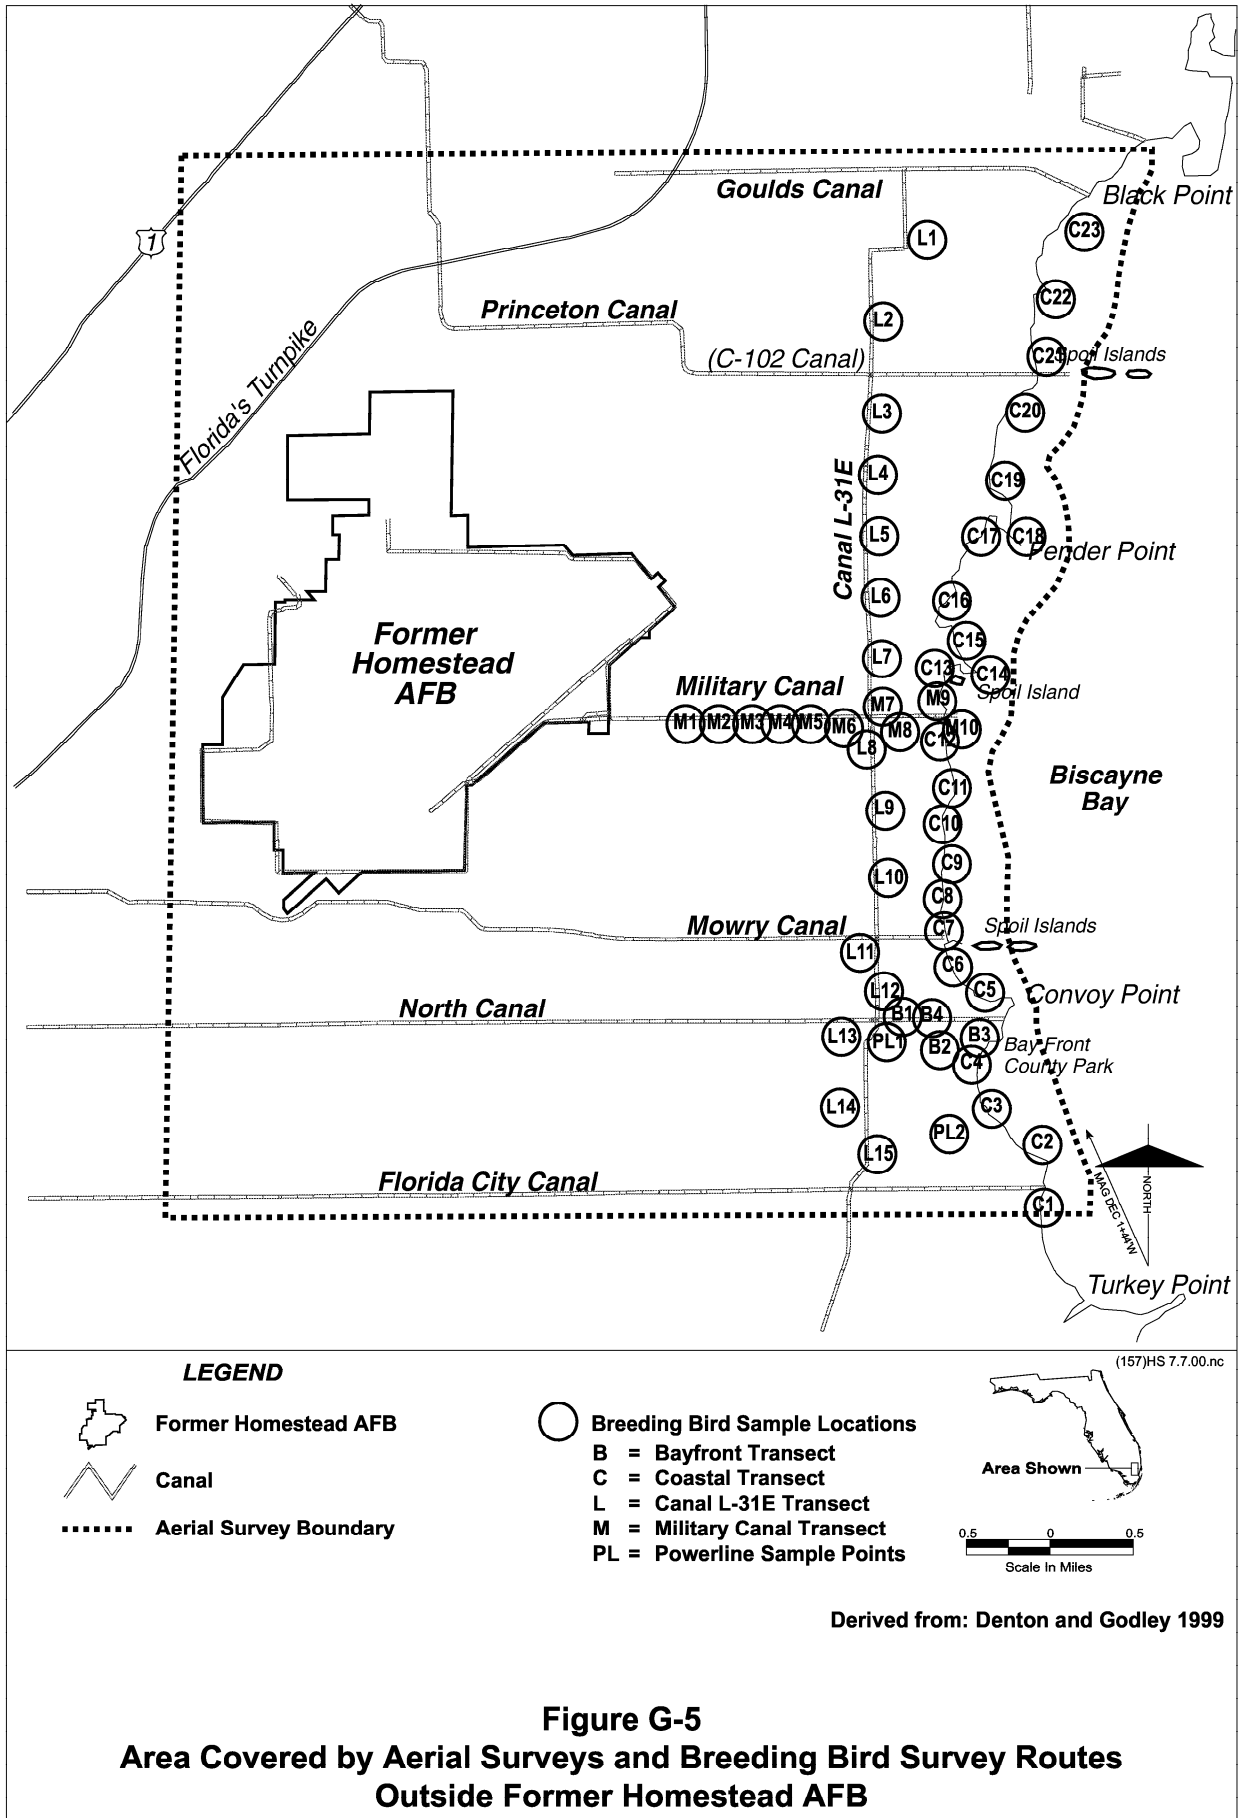 Goulds Canal
Black Point
1
L1
C23
L2
C22
Princeton Canal
(C-102 Canal)
C21
Spoil Islands
Florida's Turnpike
L3
C20
Canal L-31E
L4
C19
L5
C17
C18
Fender Point
L6
C16
Former
Homestead
AFB
C15
L7
C13
C14
Spoil Island
Military Canal
M1
M2
M3
M4
M5
M6
M7
M8
M9
M10
L8
C12
Biscayne
Bay
C11
L9
C10
C9
L10
C8
Mowry Canal
C7
Spoil Islands
L11
C6
L12
C5
Convoy Point
North Canal
B1
B4
L13
PL1
B2
B3
Bay Front
County Park
C4
L14
C3
PL2
C2
L15
Florida City Canal
C1
NORTH
MAG DEC 1+44'W
Turkey Point
(157)HS 7.7.00.nc
LEGEND
Former Homestead AFB
Canal
Aerial Survey Boundary
Breeding Bird Sample Locations
B = Bayfront Transect
C = Coastal Transect
L = Canal L-31E Transect
M = Military Canal Transect
PL = Powerline Sample Points
Area Shown
0.5 0 0.5
Scale In Miles
Derived from: Denton and Godley 1999
Figure G-5
Area Covered by Aerial Surveys and Breeding Bird Survey Routes
Outside Former Homestead AFB